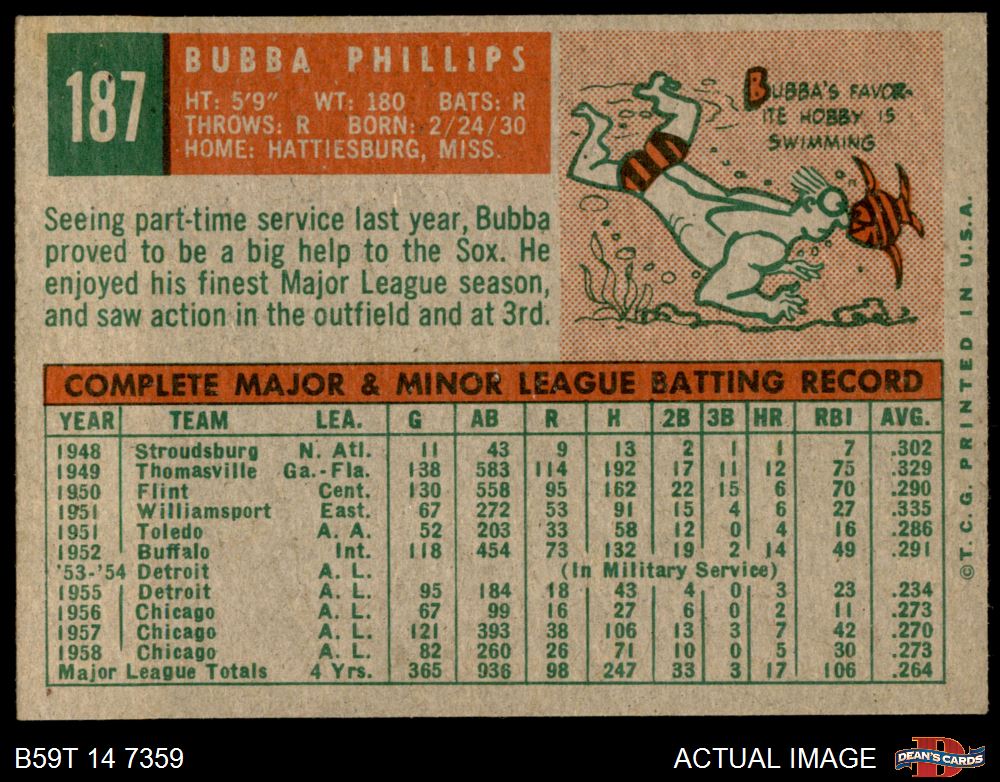 187
BUBBA PHILLIPS
HT: 5'9" WT: 180 BATS: R
THROWS: R BORN: 2/24/30
HOME: HATTIESBURG, MISS.
BUBBA'S FAVOR-
ITE HOBBY IS
SWIMMING
Seeing part-time service last year, Bubba
proved to be a big help to the Sox. He
enjoyed his finest Major League season,
and saw action in the outfield and at 3rd.
COMPLETE MAJOR & MINOR LEAGUE BATTING RECORD
YEAR TEAM LEA. G AB R H 2B 3B HR RBI AVG.
1948 Stroudsburg N. Atl. 11 43 9 13 2 1 1 7 .302
1949 Thomasville Ga.-Fla. 138 583 114 192 17 11 12 75 .329
1950 Flint Cent. 130 558 95 162 22 15 6 70 .290
1951 Williamsport East. 67 272 53 91 15 4 6 27 .335
1951 Toledo A. A. 52 203 33 58 12 0 4 16 .286
1952 Buffalo Int. 118 454 73 132 19 2 14 49 .291
'53-'54 Detroit A. L. (In Military Service)
1955 Detroit A. L. 95 184 18 43 4 0 3 23 .234
1956 Chicago A. L. 67 99 16 27 6 0 2 11 .273
1957 Chicago A. L. 121 393 38 106 13 3 7 42 .270
1958 Chicago A. L. 82 260 26 71 10 0 5 30 .273
Major League Totals 4 Yrs. 365 936 98 247 33 3 17 106 .264
©T.C.G. PRINTED IN U.S.A.
B59T 14 7359
ACTUAL IMAGE
D
DEAN'S CARDS